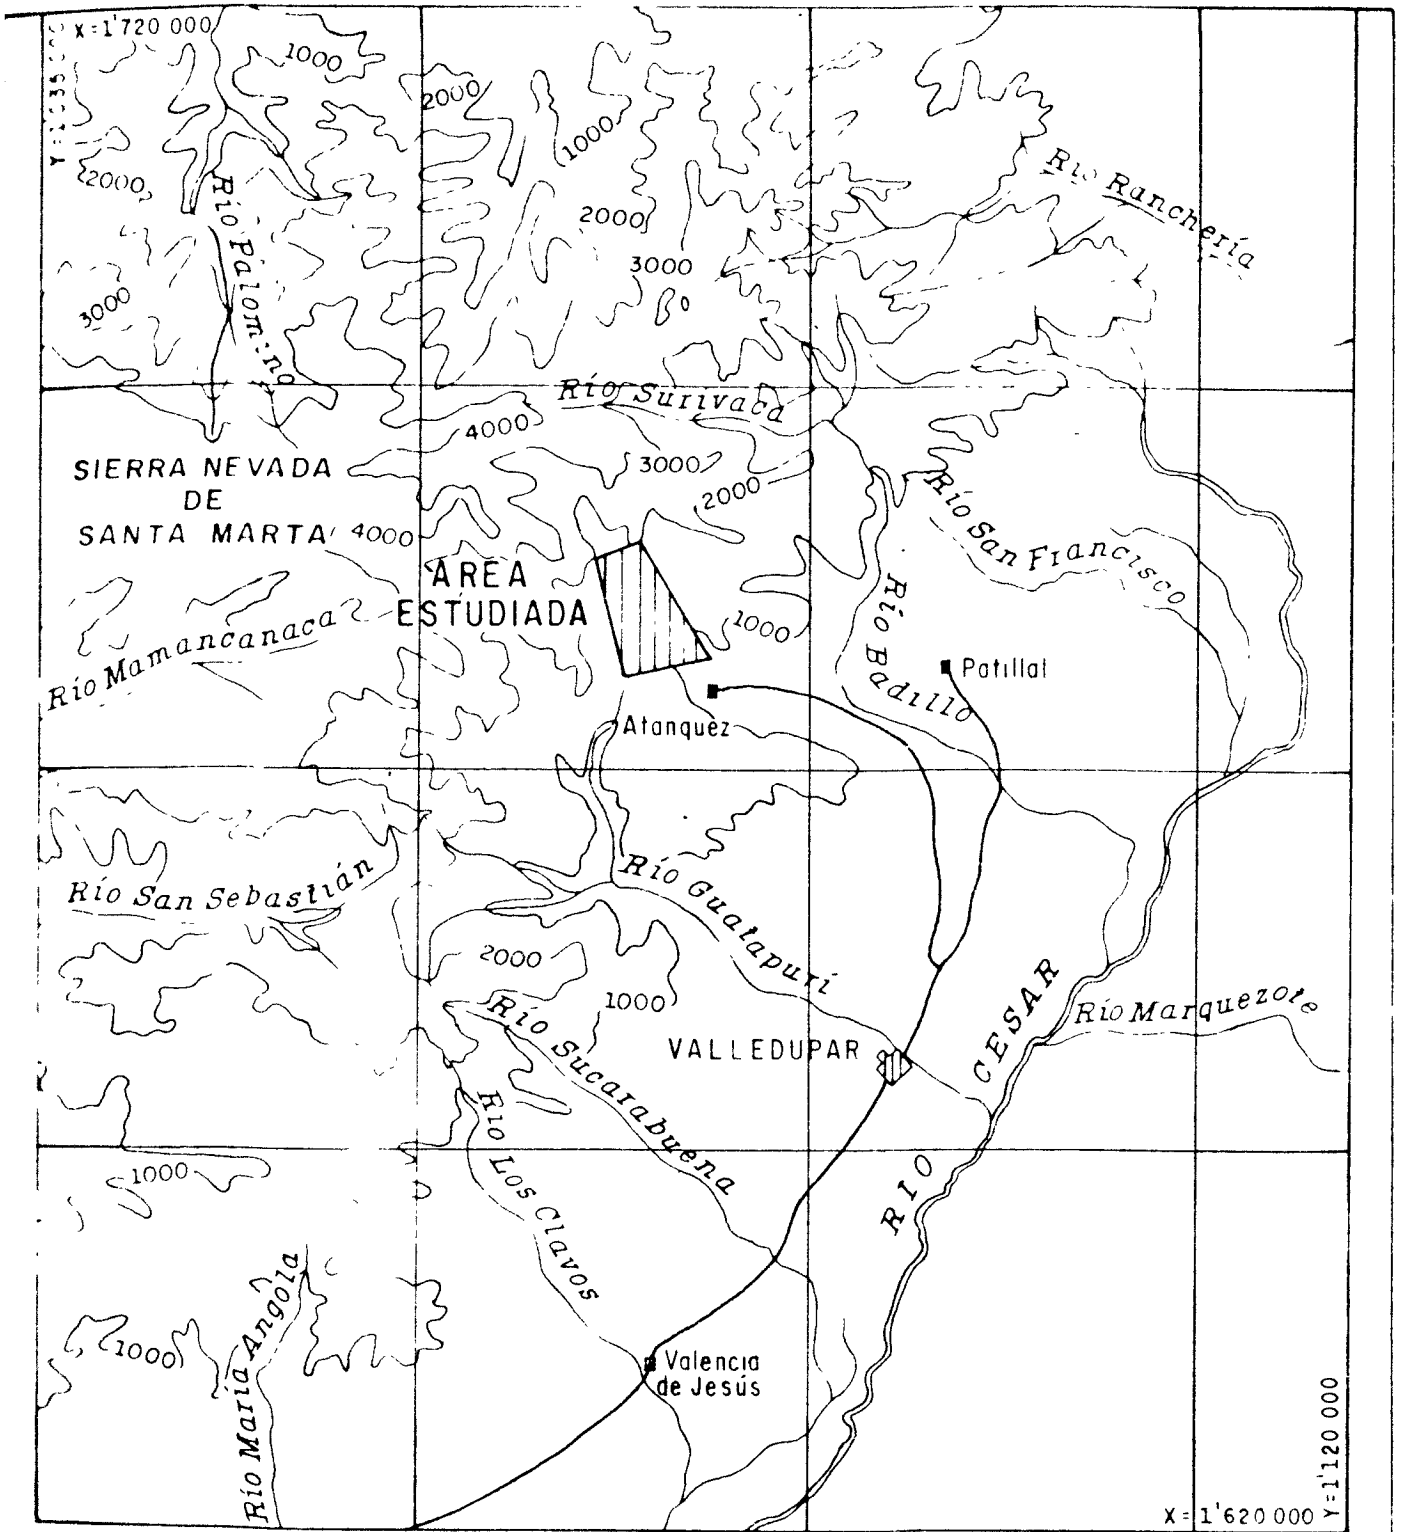 X=1'720 000
1000
2000
1000
Río Ranchería
2000
Río Palomino
2000
3000
3000
Río Surivaca
4000
3000
SIERRA NEVADA
DE
SANTA MARTA
2000
Río San Francisco
4000
ÁREA
ESTUDIADA
Río Mamancanaca
1000
Río Badillo
Patillal
Atanquez
Río San Sebastián
Río Guatapurí
2000
1000
RIO CESAR
Río Marquezote
VALLEDUPAR
Río Sucarabuena
Río Los Clavos
1000
Río María Angola
1000
Valencia
de Jesús
Y=1'120 000
X=1'620 000